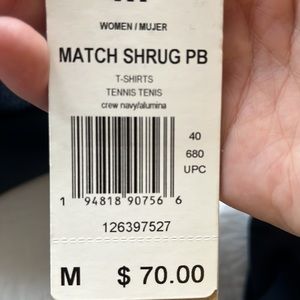 WOMEN / MUJER
MATCH SHRUG PB
T-SHIRTS
TENNIS TENIS
crew navy/alumina
40
680
UPC
1 94818 90756 6
126397527
M $ 70.00